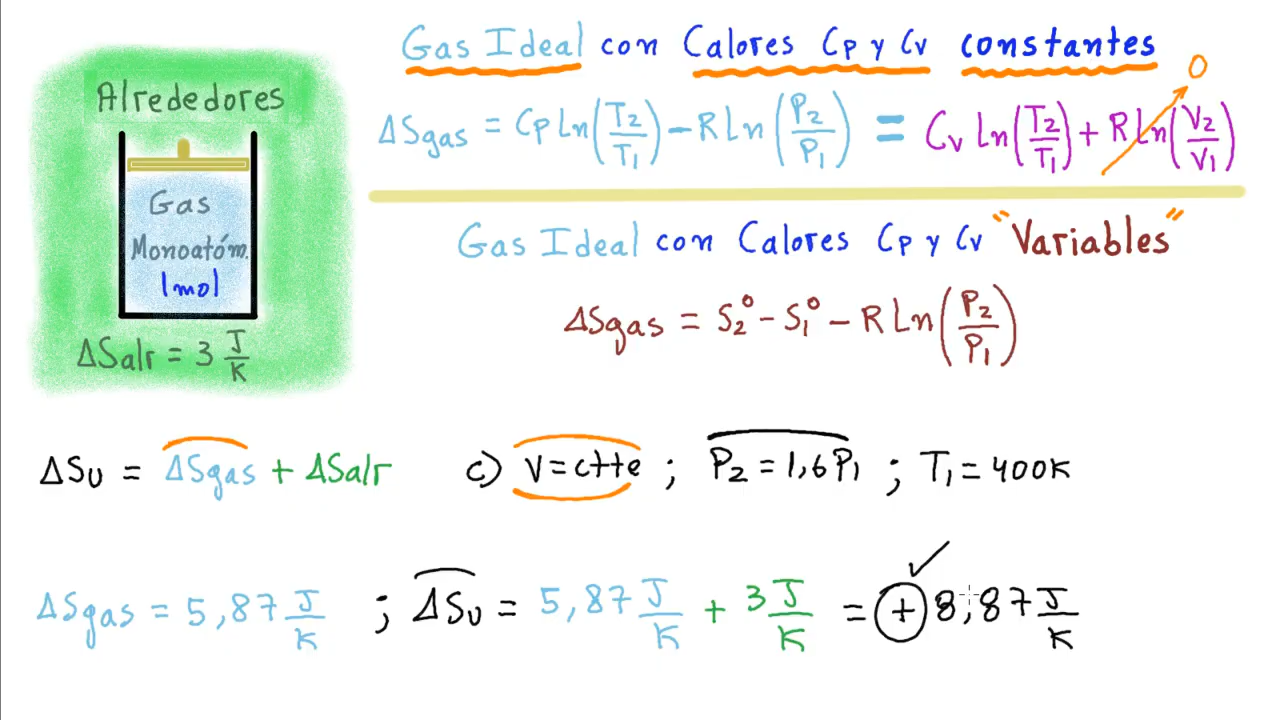 Gas Ideal con Calores Cp y Cv constantes
Alrededores
ΔSgas = Cp Ln(T2/T1) - R Ln(P2/P1) = Cv Ln(T2/T1) + R Ln(V2/V1) 0
Gas
Monoatóm.
1mol
ΔSalr = 3 J/K
Gas Ideal con Calores Cp y Cv "Variables"
ΔSgas = S2° - S1° - R Ln(P2/P1)
ΔSu = ΔSgas + ΔSalr
c) V=ctte ; P2=1,6P1 ; T1=400K
ΔSgas = 5,87 J/K ; ΔSu = 5,87 J/K + 3 J/K = + 8,87 J/K